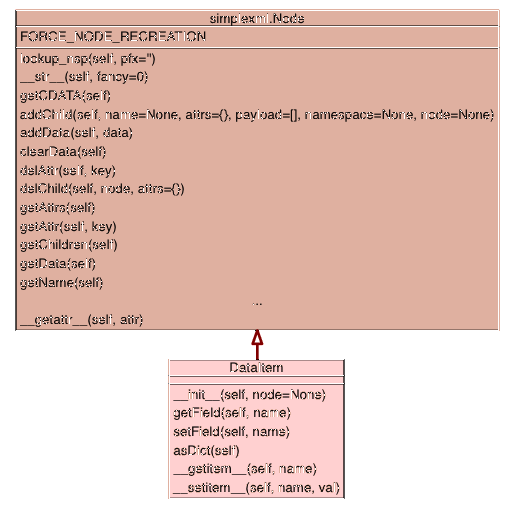 simplexml.Node
FORCE_NODE_RECREATION
lookup_nsp(self, pfx='')
__str__(self, fancy=0)
getCDATA(self)
addChild(self, name=None, attrs={}, payload=[], namespace=None, node=None)
addData(self, data)
clearData(self)
delAttr(self, key)
delChild(self, node, attrs={})
getAttrs(self)
getAttr(self, key)
getChildren(self)
getData(self)
getName(self)
...
__getattr__(self, attr)
DataItem
__init__(self, node=None)
getField(self, name)
setField(self, name)
asDict(self)
__getitem__(self, name)
__setitem__(self, name, val)